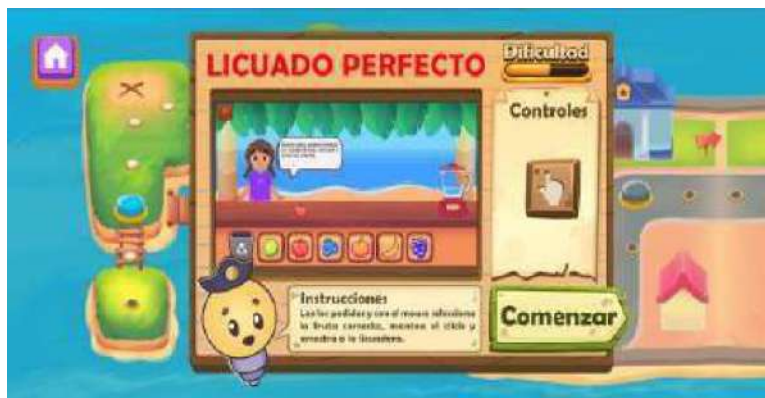 LICUADO PERFECTO
Dificultad
Controles
Instrucciones
Lee los pedidos y con el mouse selecciona
la fruta correcta, manten el click y
arrastra a la licuadora.
Comenzar